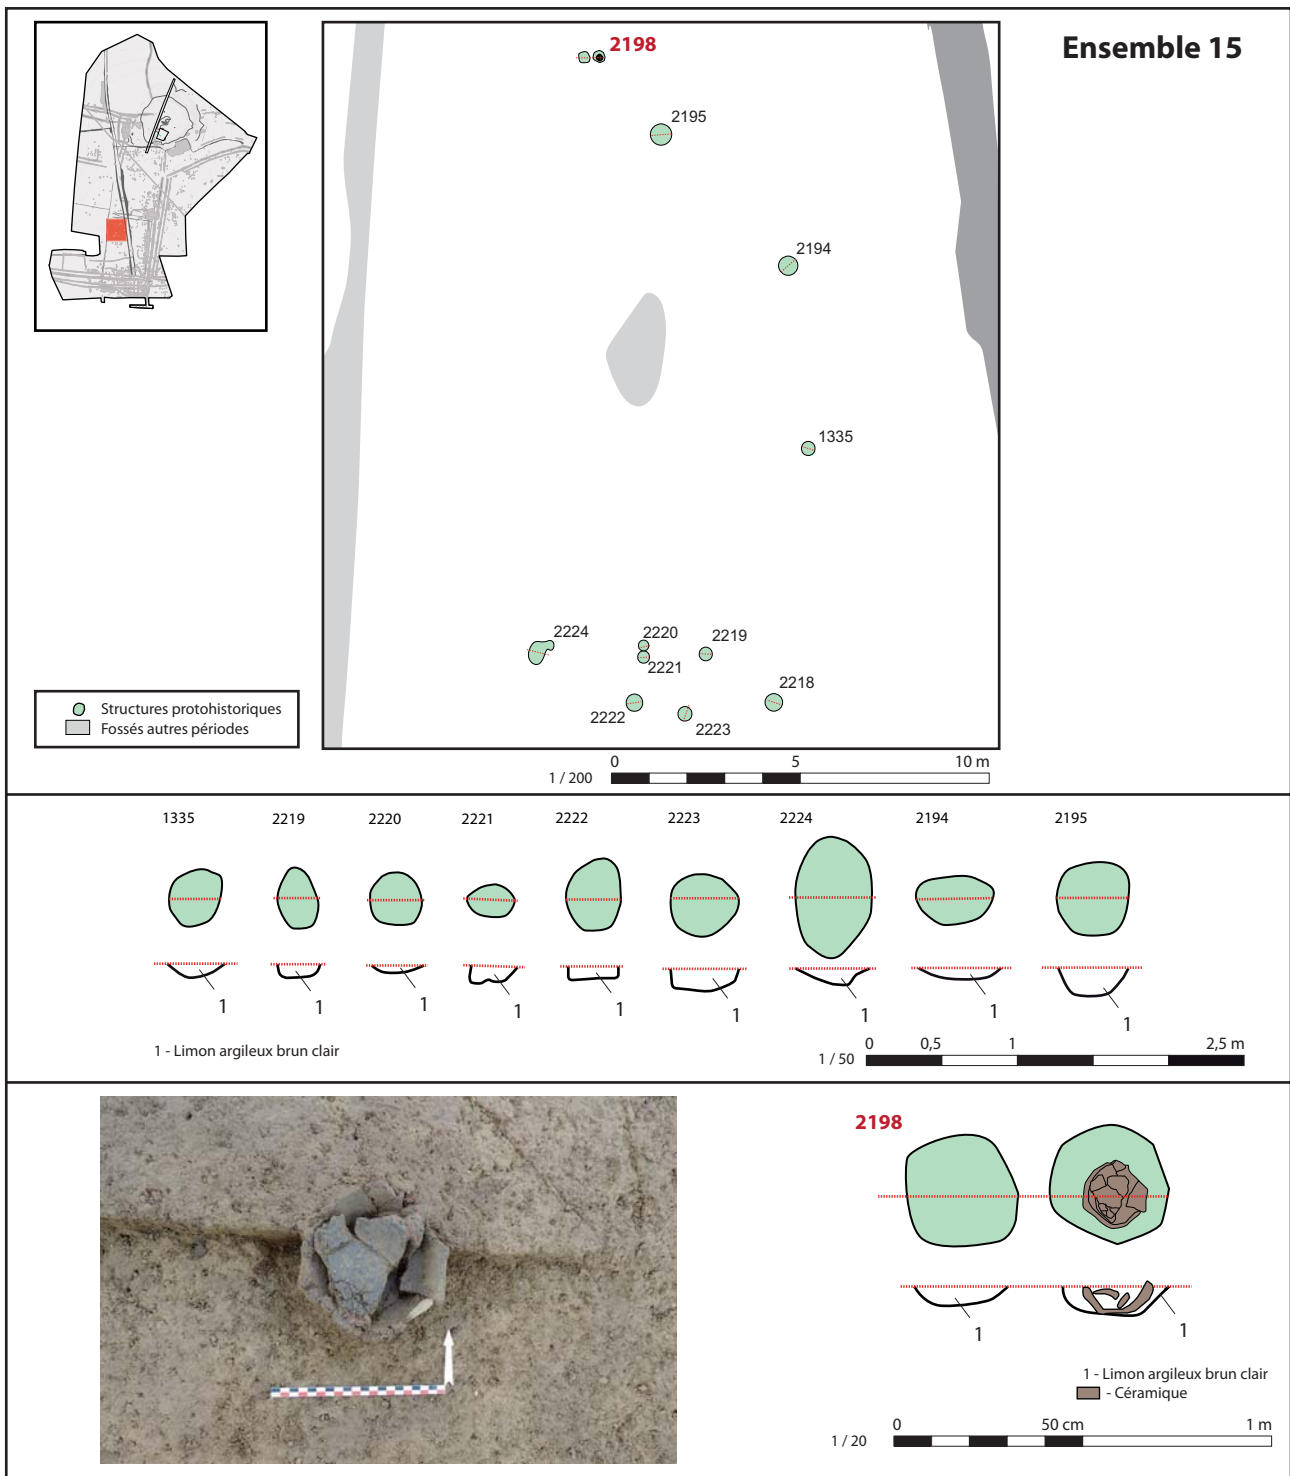 Ensemble 15
2198
2195
2194
1335
2224
2220
2219
2221
2218
2222
2223
Structures protohistoriques
Fossés autres périodes
0 5 10 m
1 / 200
1335 2219 2220 2221 2222 2223 2224 2194 2195
1 1 1 1 1 1 1 1 1
1 - Limon argileux brun clair
0 0,5 1 2,5 m
1 / 50
2198
1 1
1 - Limon argileux brun clair
- Céramique
0 50 cm 1 m
1 / 20